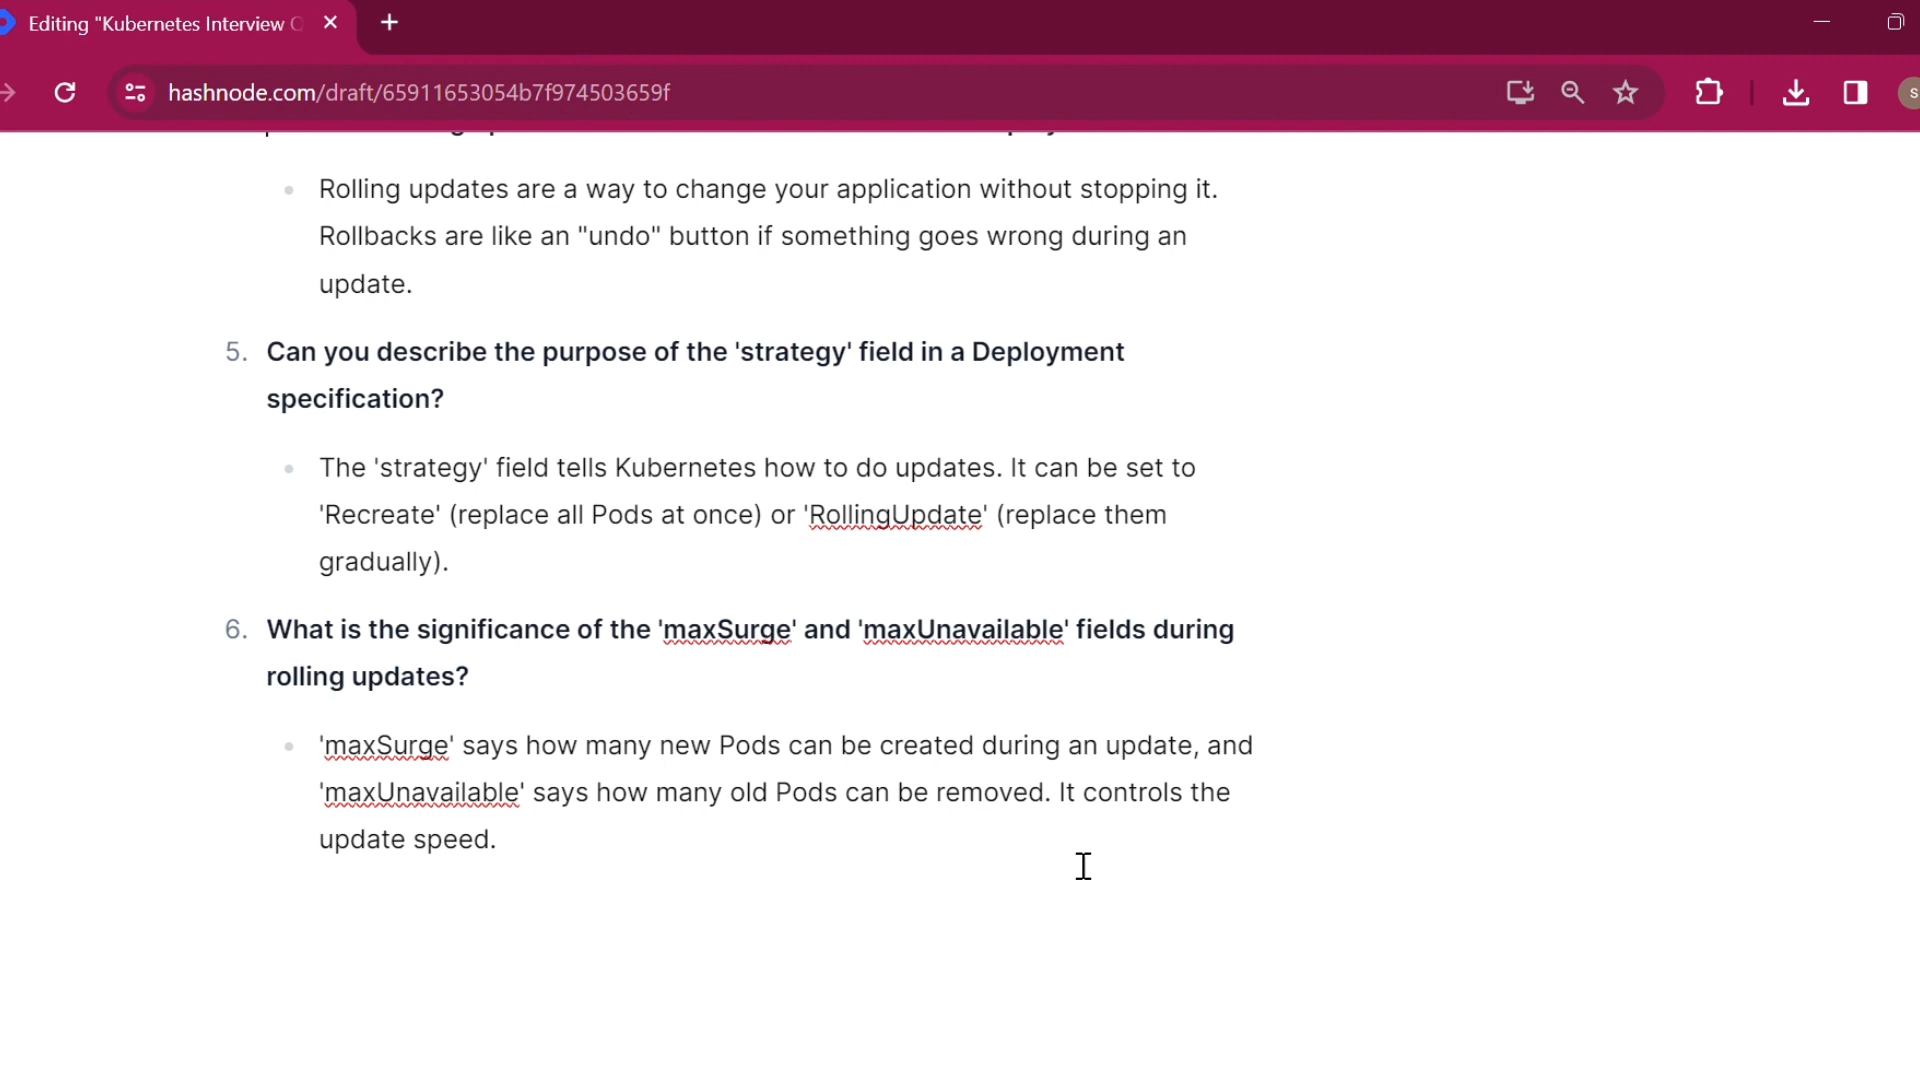 Editing "Kubernetes Interview
hashnode.com/draft/65911653054b7f974503659f
s
• Rolling updates are a way to change your application without stopping it.
Rollbacks are like an "undo" button if something goes wrong during an
update.
5. Can you describe the purpose of the 'strategy' field in a Deployment
specification?
• The 'strategy' field tells Kubernetes how to do updates. It can be set to
'Recreate' (replace all Pods at once) or 'RollingUpdate' (replace them
gradually).
6. What is the significance of the 'maxSurge' and 'maxUnavailable' fields during
rolling updates?
• 'maxSurge' says how many new Pods can be created during an update, and
'maxUnavailable' says how many old Pods can be removed. It controls the
update speed.